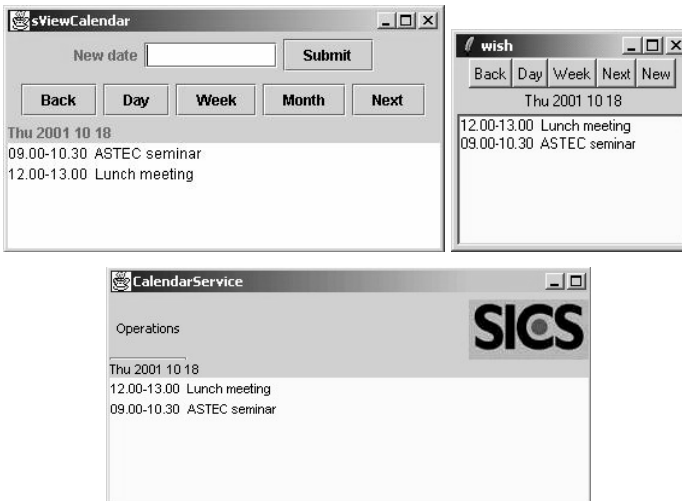 sViewCalendar
New date Submit
Back Day Week Month Next
Thu 2001 10 18
09.00-10.30 ASTEC seminar
12.00-13.00 Lunch meeting
wish
Back Day Week Next New
Thu 2001 10 18
12.00-13.00 Lunch meeting
09.00-10.30 ASTEC seminar
CalendarService
Operations
SICS
Thu 2001 10 18
12.00-13.00 Lunch meeting
09.00-10.30 ASTEC seminar